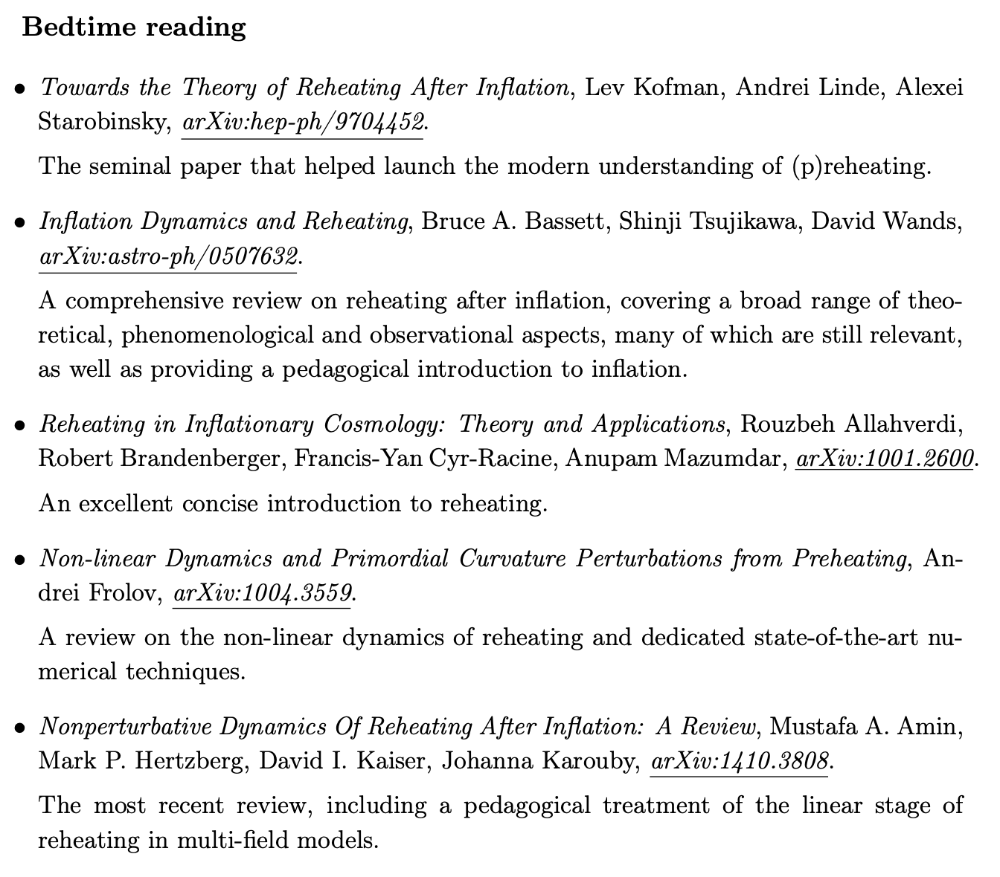 Bedtime reading
• Towards the Theory of Reheating After Inflation, Lev Kofman, Andrei Linde, Alexei
Starobinsky, arXiv:hep-ph/9704452.
The seminal paper that helped launch the modern understanding of (p)reheating.
• Inflation Dynamics and Reheating, Bruce A. Bassett, Shinji Tsujikawa, David Wands,
arXiv:astro-ph/0507632.
A comprehensive review on reheating after inflation, covering a broad range of theo-
retical, phenomenological and observational aspects, many of which are still relevant,
as well as providing a pedagogical introduction to inflation.
• Reheating in Inflationary Cosmology: Theory and Applications, Rouzbeh Allahverdi,
Robert Brandenberger, Francis-Yan Cyr-Racine, Anupam Mazumdar, arXiv:1001.2600.
An excellent concise introduction to reheating.
• Non-linear Dynamics and Primordial Curvature Perturbations from Preheating, An-
drei Frolov, arXiv:1004.3559.
A review on the non-linear dynamics of reheating and dedicated state-of-the-art nu-
merical techniques.
• Nonperturbative Dynamics Of Reheating After Inflation: A Review, Mustafa A. Amin,
Mark P. Hertzberg, David I. Kaiser, Johanna Karouby, arXiv:1410.3808.
The most recent review, including a pedagogical treatment of the linear stage of
reheating in multi-field models.